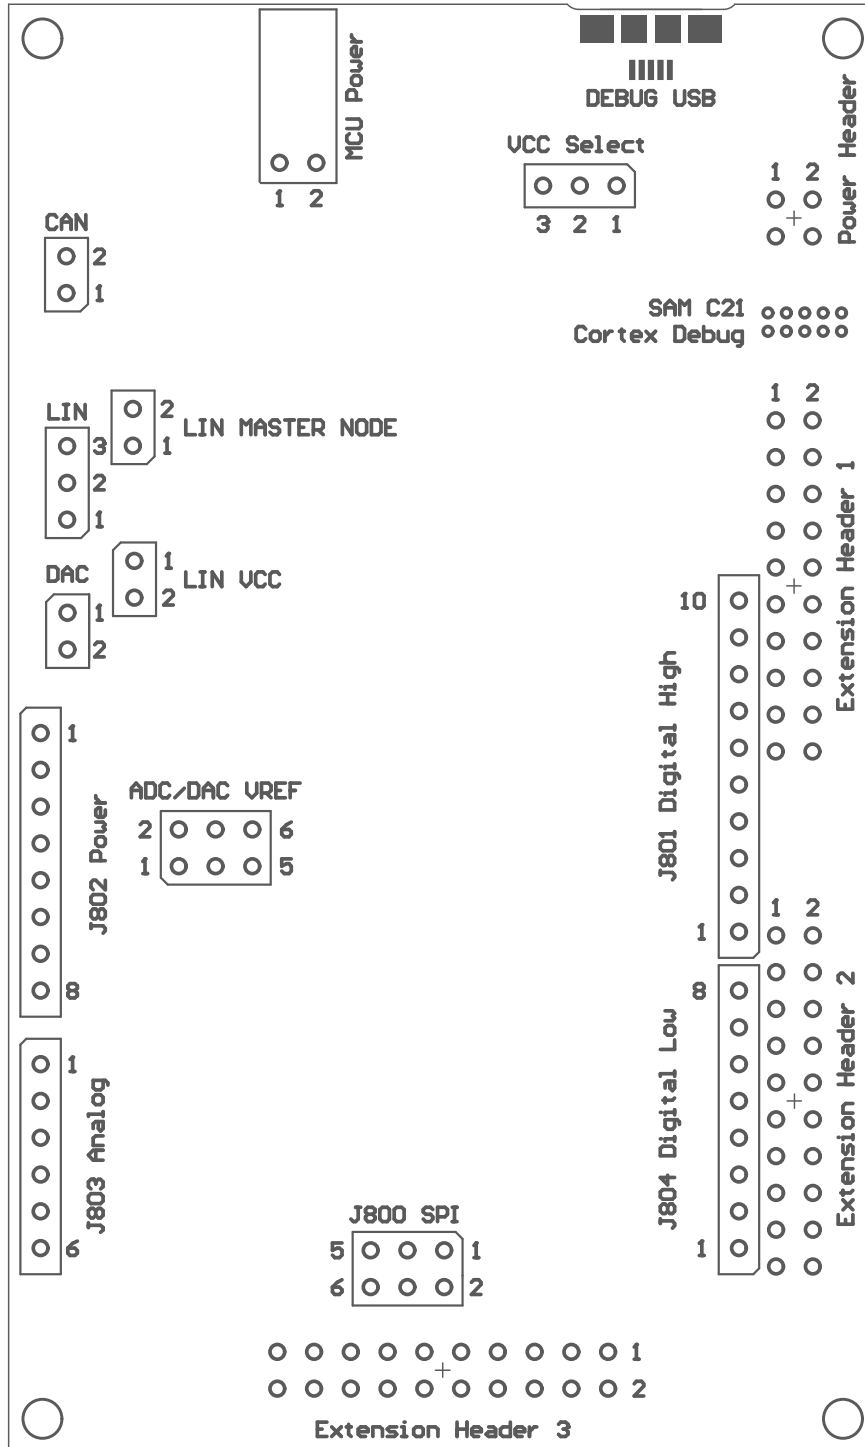 DEBUG USB
MCU Power
1 2
VCC Select
3 2 1
Power Header
1 2
CAN
2
1
SAM C21
Cortex Debug
LIN
3
2
1
2
1
LIN MASTER NODE
1 2
Extension Header 1
DAC
1
2
1
2
LIN VCC
10
J801 Digital High
1
1
J802 Power
8
ADC/DAC VREF
2 6
1 5
1 2
Extension Header 2
8
J804 Digital Low
1
1
J803 Analog
6
J800 SPI
5 1
6 2
1
2
Extension Header 3